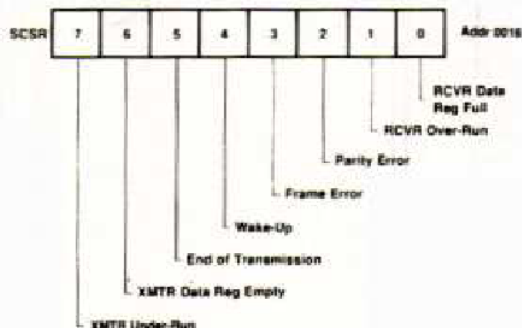 SCSR 7 6 5 4 3 2 1 0 Addr 0016
RCVR Data
Reg Full
RCVR Over-Run
Parity Error
Frame Error
Wake-Up
End of Transmission
XMTR Data Reg Empty
XMTR Under-Run